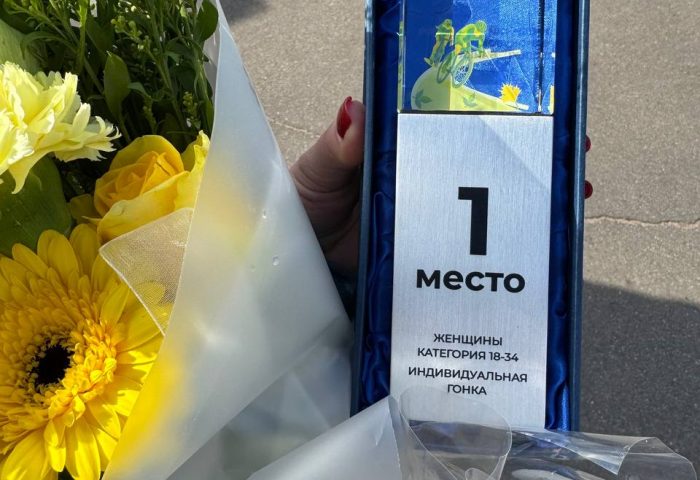 1
место
ЖЕНЩИНЫ
КАТЕГОРИЯ 18-34
ИНДИВИДУАЛЬНАЯ
ГОНКА